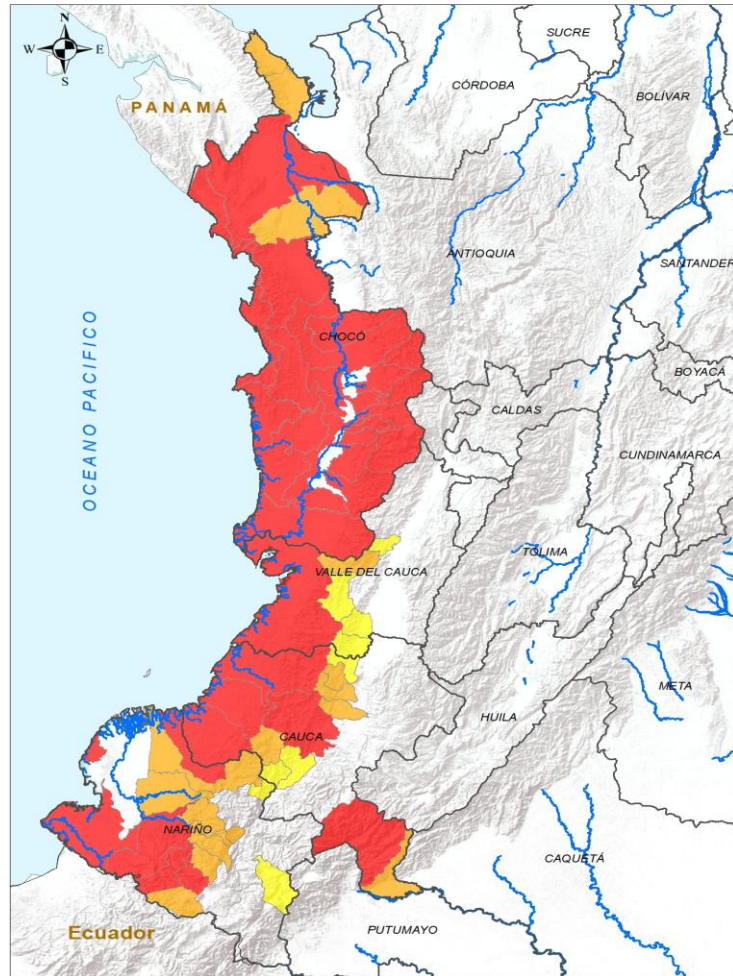 N
W E
S
SUCRE
CÓRDOBA
BOLÍVAR
PANAMÁ
ANTIOQUIA
SANTANDER
OCEANO PACIFICO
CHOCÓ
BOYACÁ
CALDAS
CUNDINAMARCA
TOLIMA
VALLE DEL CAUCA
META
HUILA
CAUCA
NARIÑO
CAQUETÁ
Ecuador
PUTUMAYO